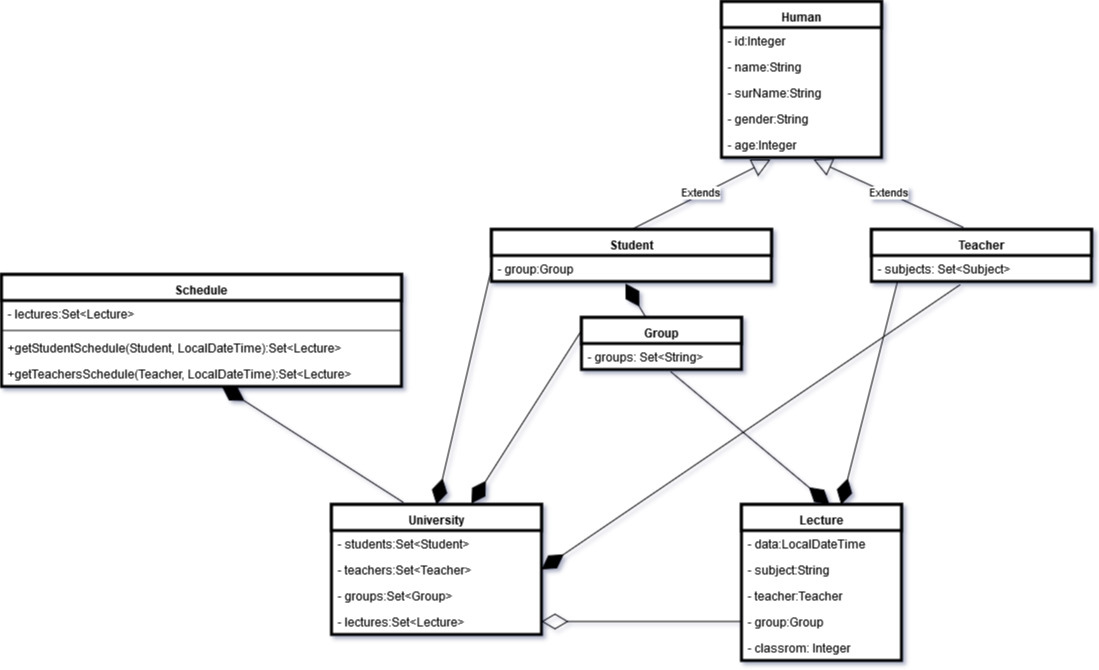 Human
- id:Integer
- name:String
- surName:String
- gender:String
- age:Integer
Extends
Extends
Student
- group:Group
Teacher
- subjects: Set<Subject>
Schedule
- lectures:Set<Lecture>
+getStudentSchedule(Student, LocalDateTime):Set<Lecture>
+getTeachersSchedule(Teacher, LocalDateTime):Set<Lecture>
Group
- groups: Set<String>
University
- students:Set<Student>
- teachers:Set<Teacher>
- groups:Set<Group>
- lectures:Set<Lecture>
Lecture
- data:LocalDateTime
- subject:String
- teacher:Teacher
- group:Group
- classrom: Integer